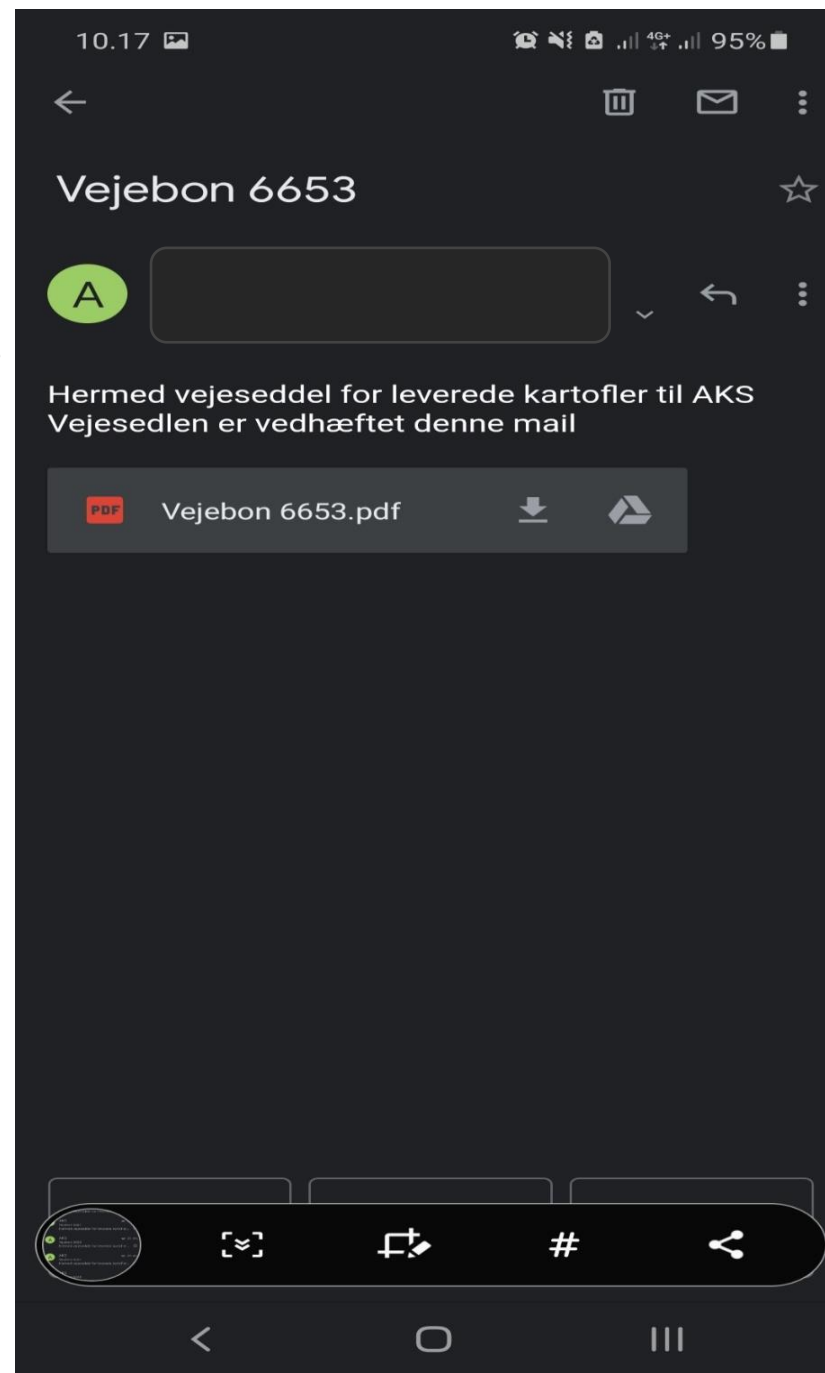 10.17 4G+ 95%
Vejebon 6653
A
Hermed vejeseddel for leverede kartofler til AKS
Vejesedlen er vedhæftet denne mail
PDF Vejebon 6653.pdf
#